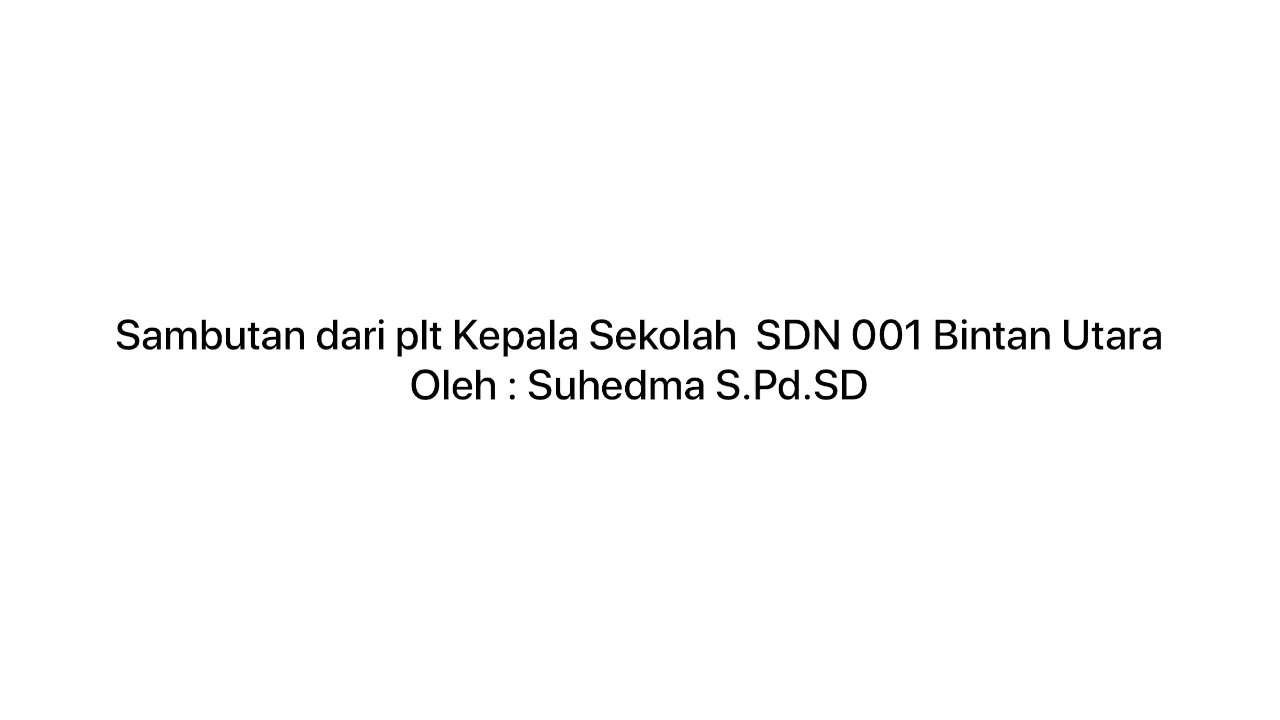 Sambutan dari plt Kepala Sekolah  SDN 001 Bintan Utara
Oleh : Suhedma S.Pd.SD